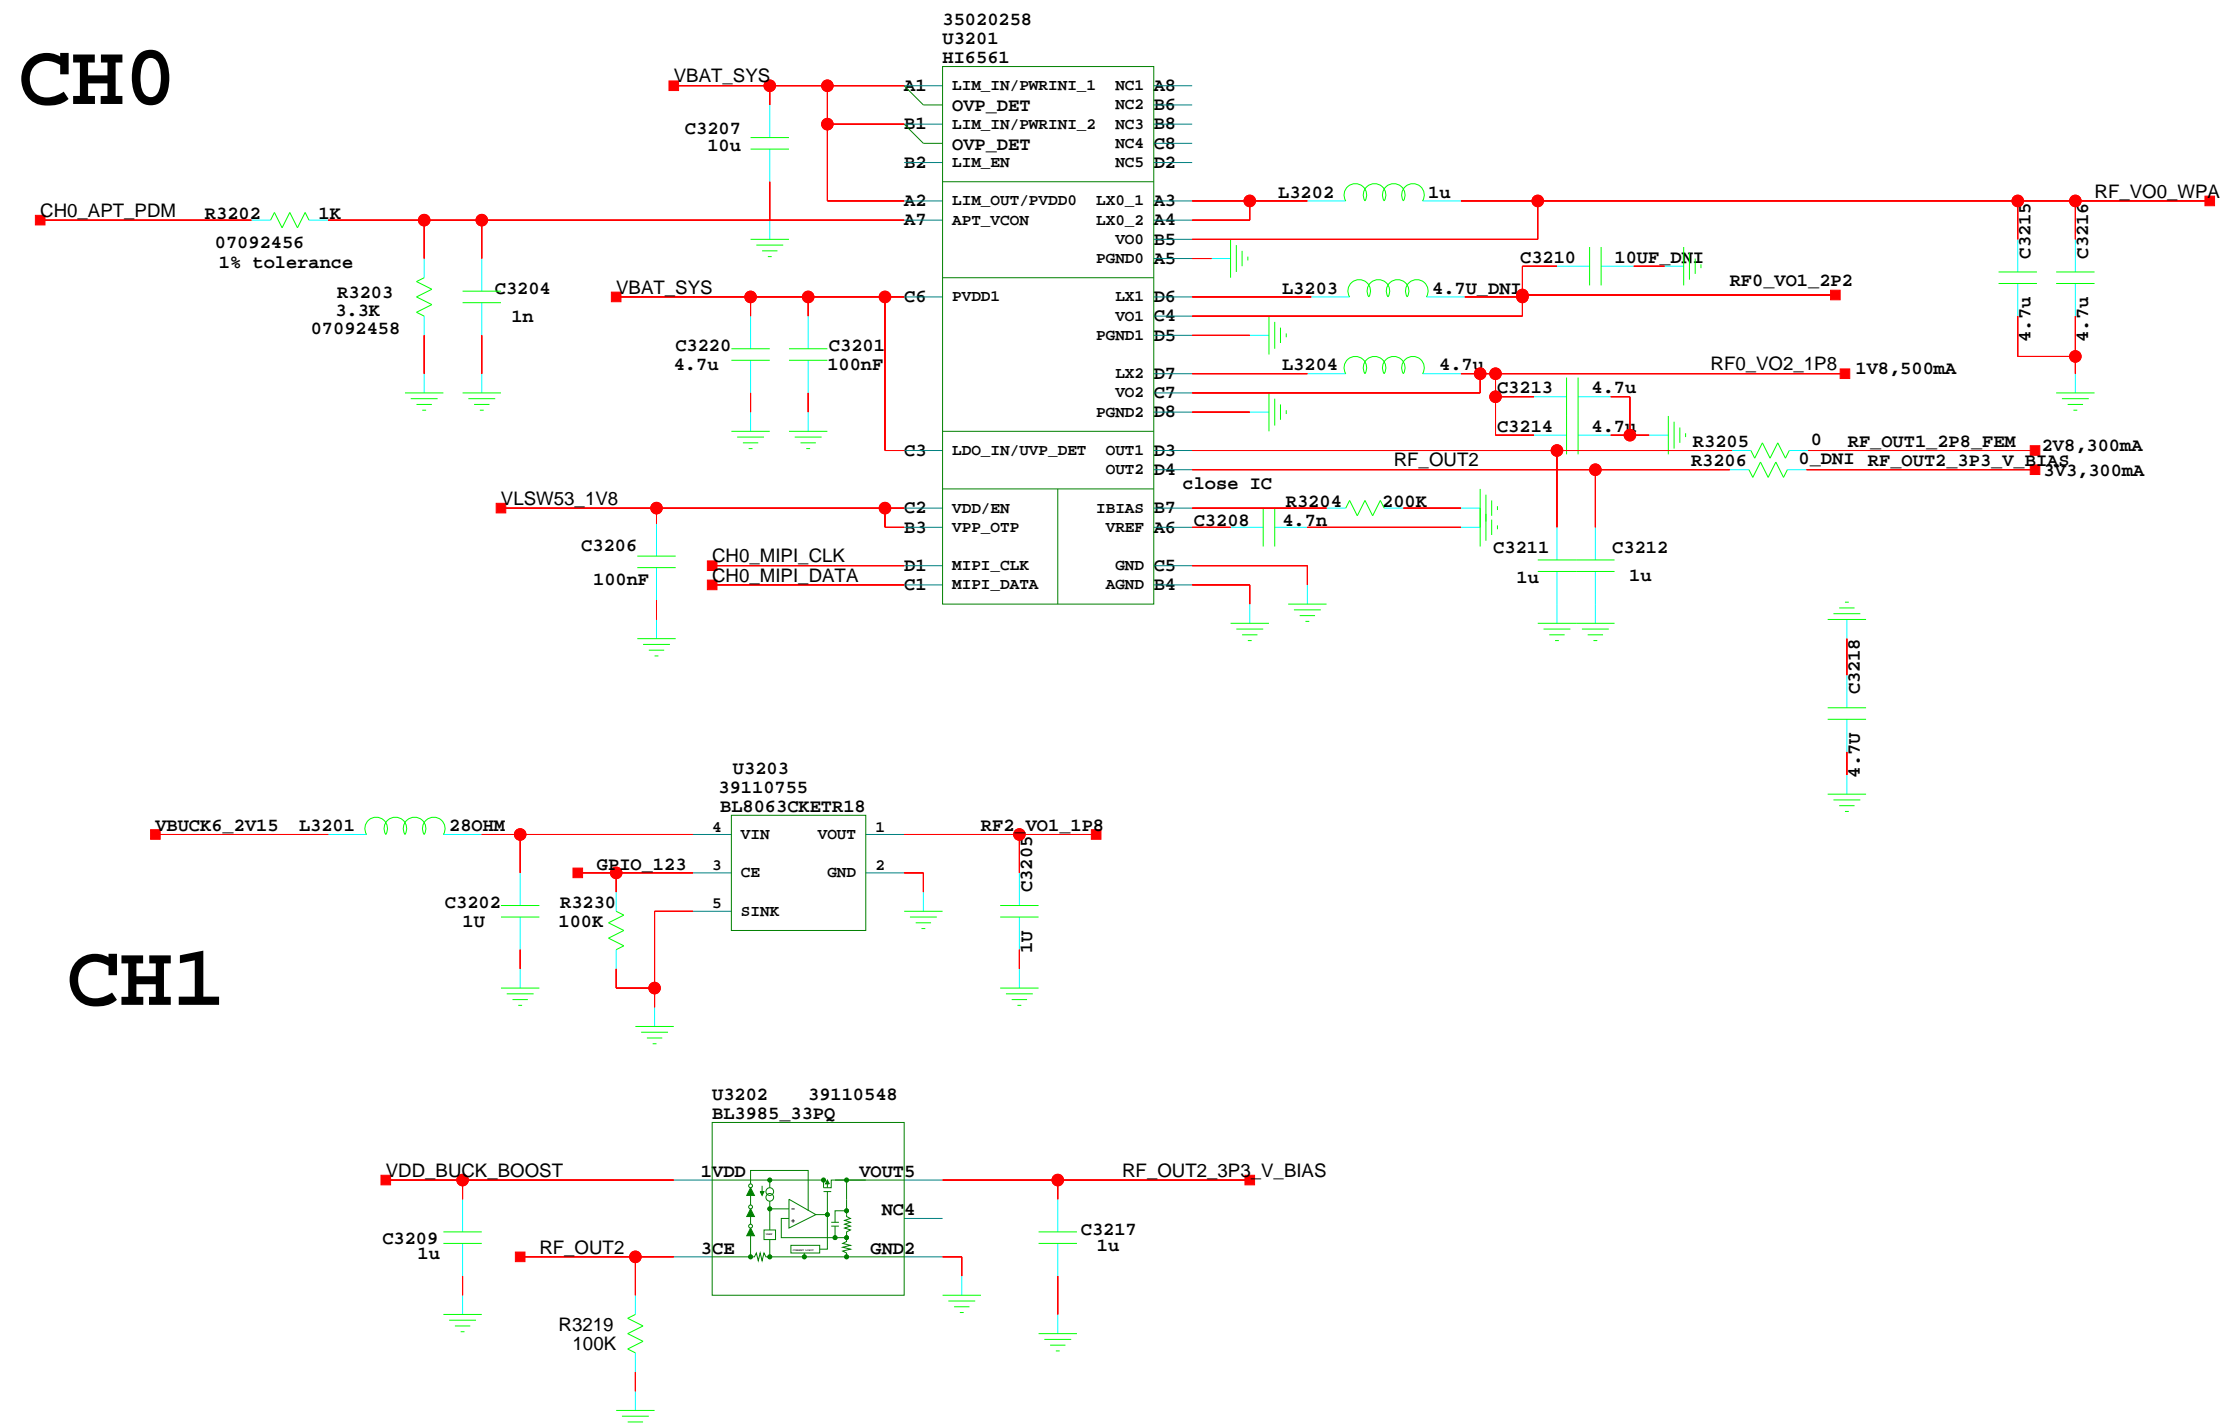 CH0
35020258
U3201
HI6561
VBAT_SYS
C3207
10u
A1 LIM_IN/PWRINI_1 NC1 A8
OVP_DET NC2 B6
B1 LIM_IN/PWRINI_2 NC3 B8
OVP_DET NC4 C8
B2 LIM_EN NC5 D2
A2 LIM_OUT/PVDD0 LX0_1 A3
A7 APT_VCON LX0_2 A4
VO0 B5
PGND0 A5
C6 PVDD1 LX1 D6
VO1 C4
PGND1 D5
LX2 D7
VO2 C7
PGND2 D8
C3 LDO_IN/UVP_DET OUT1 D3
OUT2 D4
C2 VDD/EN IBIAS B7
B3 VPP_OTP VREF A6
D1 MIPI_CLK GND C5
C1 MIPI_DATA AGND B4
CH0_APT_PDM
R3202 1K
07092456
1% tolerance
R3203
3.3K
07092458
C3204
1n
VBAT_SYS
C3220
4.7u
C3201
100nF
VLSW53_1V8
C3206
100nF
CH0_MIPI_CLK
CH0_MIPI_DATA
L3202 1u
RF_VO0_WPA
C3215
4.7u
C3216
4.7u
C3210 10UF_DNI
L3203 4.7U_DNI
RF0_VO1_2P2
L3204 4.7u
RF0_VO2_1P8
1V8,500mA
C3213 4.7u
C3214 4.7u
R3205 0 RF_OUT1_2P8_FEM
2V8,300mA
RF_OUT2
R3206 0_DNI RF_OUT2_3P3_V_BIAS
3V3,300mA
close IC
R3204 200K
C3208 4.7n
C3211
1u
C3212
1u
C3218
4.7U
U3203
39110755
BL8063CKETR18
VBUCK6_2V15 L3201 28OHM
4 VIN VOUT 1
3 CE GND 2
5 SINK
RF2_VO1_1P8
GPIO_123
C3202
1U
R3230
100K
C3205
1U
CH1
U3202 39110548
BL3985_33PQ
VDD_BUCK_BOOST
1VDD VOUT5
NC4
3CE GND2
RF_OUT2_3P3_V_BIAS
C3209
1u
RF_OUT2
C3217
1u
R3219
100K